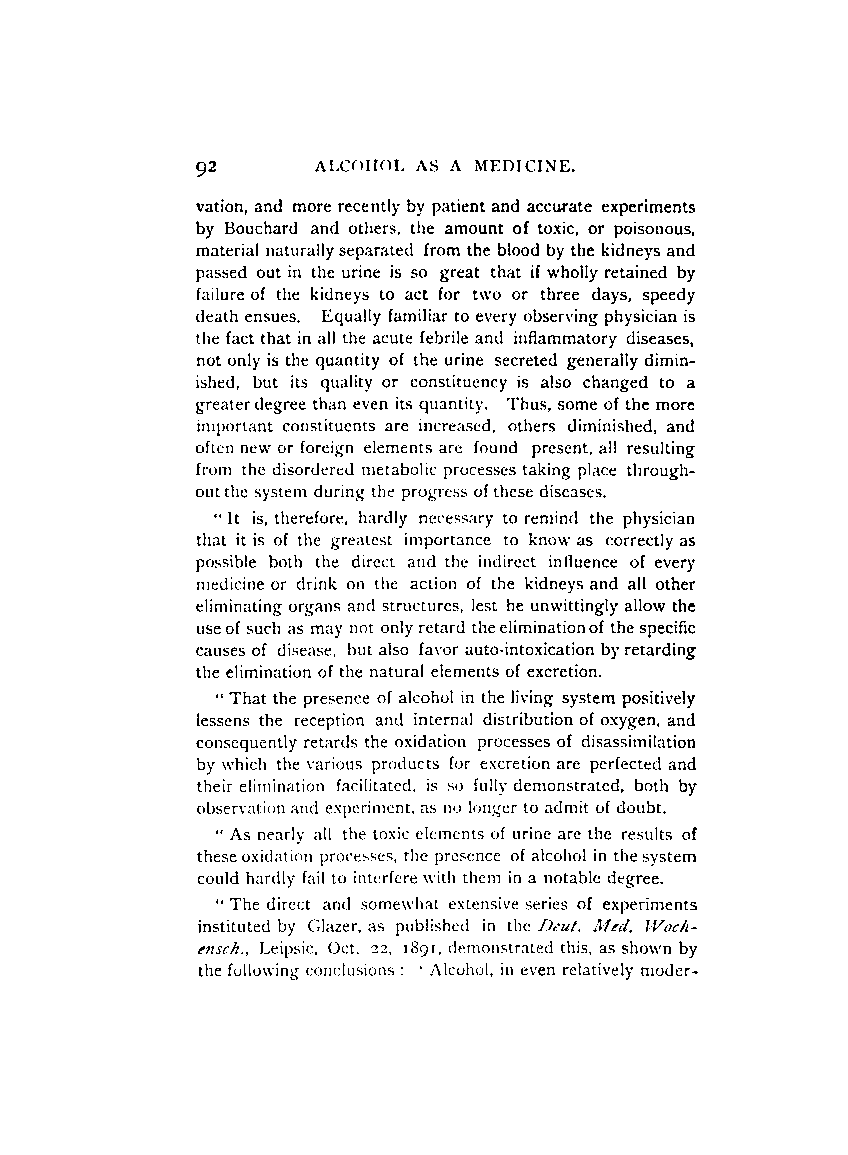 92 ALCOHOL AS A MEDICINE.
vation, and more recently by patient and accurate experiments
by Bouchard and others, the amount of toxic, or poisonous,
material naturally separated from the blood by the kidneys and
passed out in the urine is so great that if wholly retained by
failure of the kidneys to act for two or three days, speedy
death ensues. Equally familiar to every observing physician is
the fact that in all the acute febrile and inflammatory diseases,
not only is the quantity of the urine secreted generally dimin-
ished, but its quality or constituency is also changed to a
greater degree than even its quantity. Thus, some of the more
important constituents are increased, others diminished, and
often new or foreign elements are found present, all resulting
from the disordered metabolic processes taking place through-
out the system during the progress of these diseases.
“ It is, therefore, hardly necessary to remind the physician
that it is of the greatest importance to know as correctly as
possible both the direct and the indirect influence of every
medicine or drink on the action of the kidneys and all other
eliminating organs and structures, lest he unwittingly allow the
use of such as may not only retard the elimination of the specific
causes of disease, but also favor auto-intoxication by retarding
the elimination of the natural elements of excretion.
“ That the presence of alcohol in the living system positively
lessens the reception and internal distribution of oxygen, and
consequently retards the oxidation processes of disassimilation
by which the various products for excretion are perfected and
their elimination facilitated, is so fully demonstrated, both by
observation and experiment, as no longer to admit of doubt.
“ As nearly all the toxic elements of urine are the results of
these oxidation processes, the presence of alcohol in the system
could hardly fail to interfere with them in a notable degree.
“ The direct and somewhat extensive series of experiments
instituted by Glazer, as published in the Deut. Med. Woch-
ensch., Leipsic, Oct. 22, 1891, demonstrated this, as shown by
the following conclusions : ‘ Alcohol, in even relatively moder-